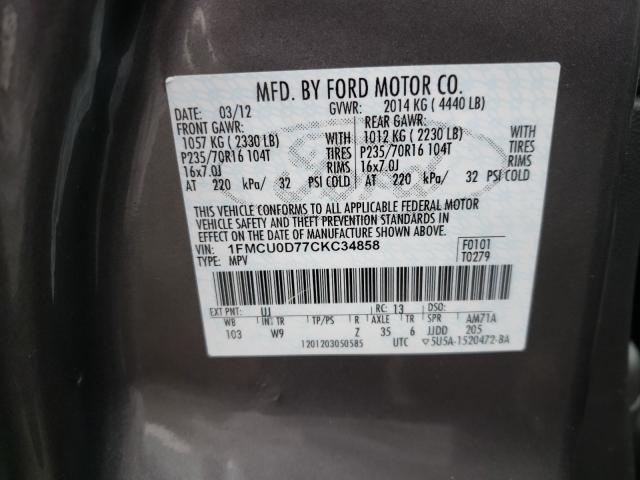 MFD. BY FORD MOTOR CO.
DATE: 03/12 GVWR: 2014 KG ( 4440 LB)
FRONT GAWR: REAR GAWR:
1057 KG ( 2330 LB) WITH 1012 KG ( 2230 LB) WITH
P235/70R16 104T TIRES P235/70R16 104T TIRES
16x7.0J RIMS 16x7.0J RIMS
AT 220 kPa/ 32 PSI COLD AT 220 kPa/ 32 PSI COLD
THIS VEHICLE CONFORMS TO ALL APPLICABLE FEDERAL MOTOR
VEHICLE SAFETY AND THEFT PREVENTION STANDARDS IN
EFFECT ON THE DATE OF MANUFACTURE SHOWN ABOVE.
VIN: 1FMCU0D77CKC34858 F0101
TYPE: MPV T0279
EXT PNT: UJ RC: 13 DSO:
WB INT TR TP/PS R AXLE TR SPR AM71A
103 W9 Z 35 6 JJDD 205
1201203050585 UTC ▽5U5A-1520472-BA
Ford